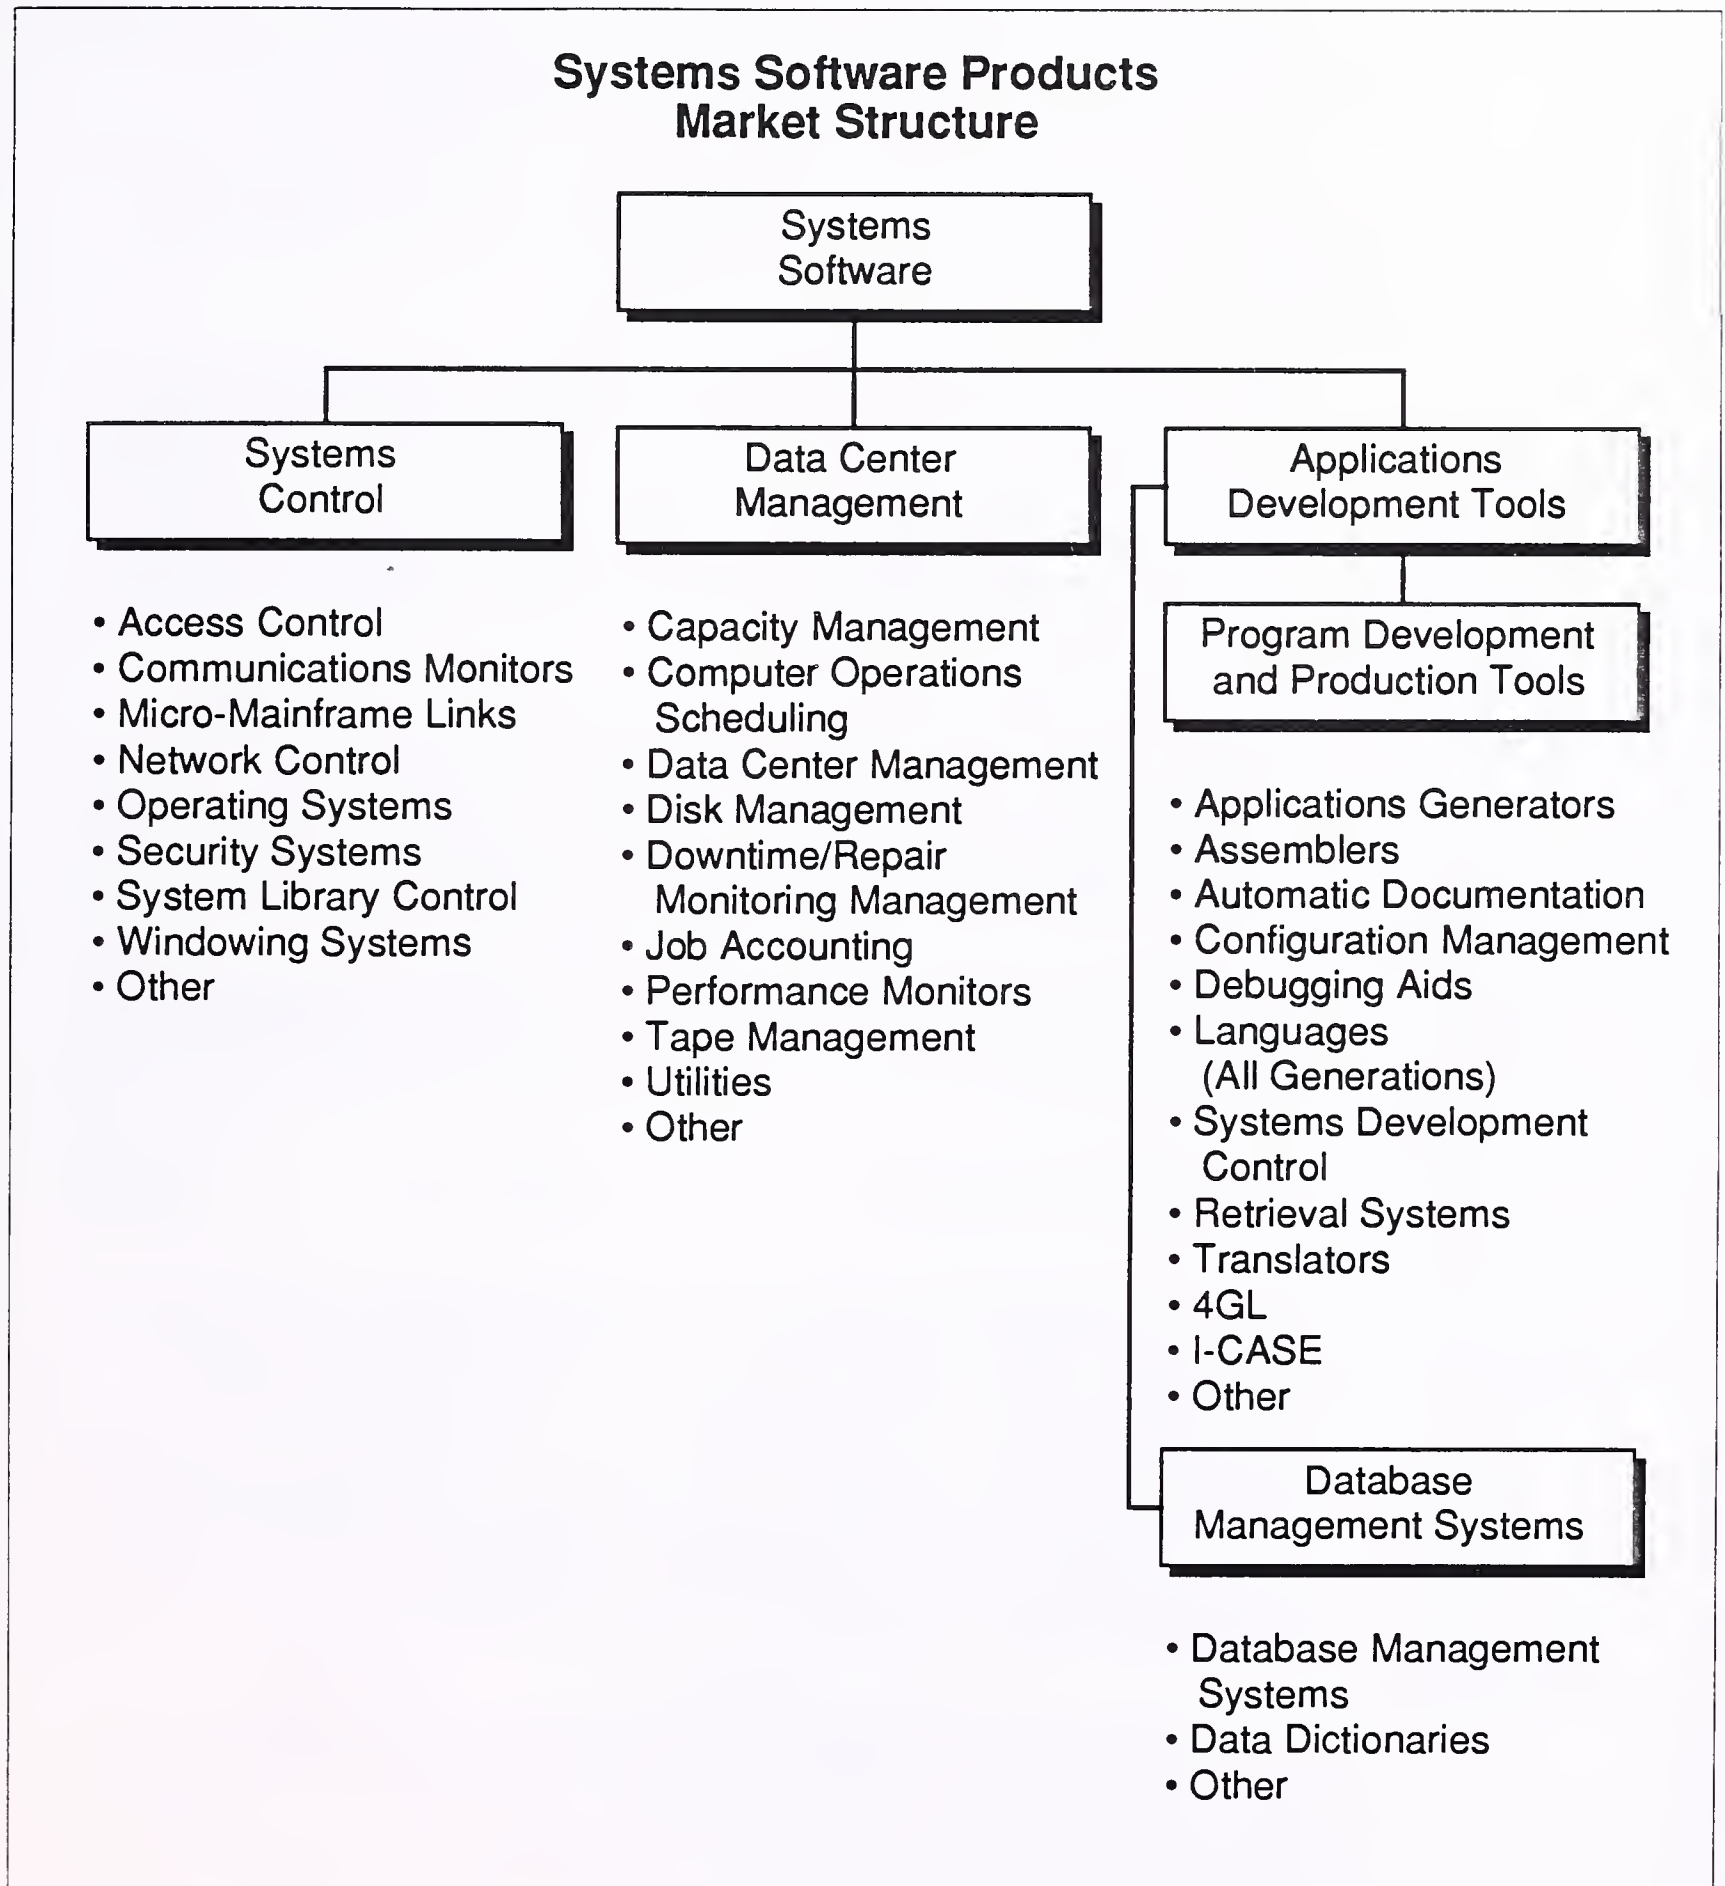 Systems Software Products
Market Structure
Systems
Software
Systems
Control
• Access Control
• Communications Monitors
• Micro-Mainframe Links
• Network Control
• Operating Systems
• Security Systems
• System Library Control
• Windowing Systems
• Other
Data Center
Management
• Capacity Management
• Computer Operations
Scheduling
• Data Center Management
• Disk Management
• Downtime/Repair
Monitoring Management
• Job Accounting
• Performance Monitors
• Tape Management
• Utilities
• Other
Applications
Development Tools
Program Development
and Production Tools
• Applications Generators
• Assemblers
• Automatic Documentation
• Configuration Management
• Debugging Aids
• Languages
(All Generations)
• Systems Development
Control
• Retrieval Systems
• Translators
• 4GL
• I-CASE
• Other
Database
Management Systems
• Database Management
Systems
• Data Dictionaries
• Other